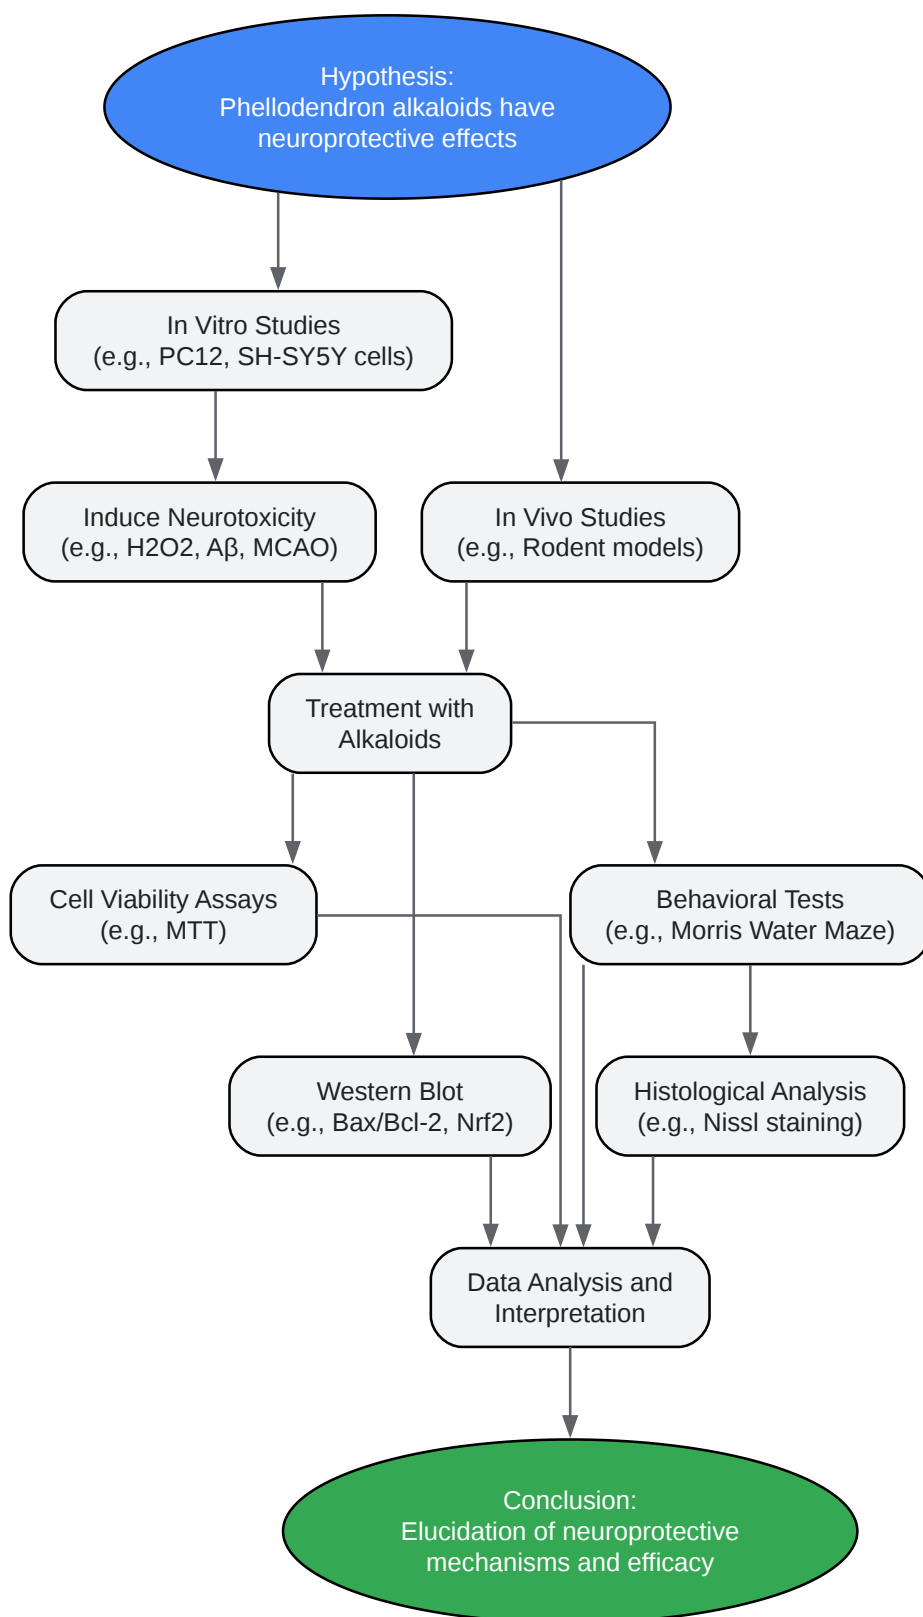 Hypothesis:
Phellodendron alkaloids have
neuroprotective effects
In Vitro Studies
(e.g., PC12, SH-SY5Y cells)
Induce Neurotoxicity
(e.g., H2O2, Aβ, MCAO)
In Vivo Studies
(e.g., Rodent models)
Treatment with
Alkaloids
Cell Viability Assays
(e.g., MTT)
Behavioral Tests
(e.g., Morris Water Maze)
Western Blot
(e.g., Bax/Bcl-2, Nrf2)
Histological Analysis
(e.g., Nissl staining)
Data Analysis and
Interpretation
Conclusion:
Elucidation of neuroprotective
mechanisms and efficacy